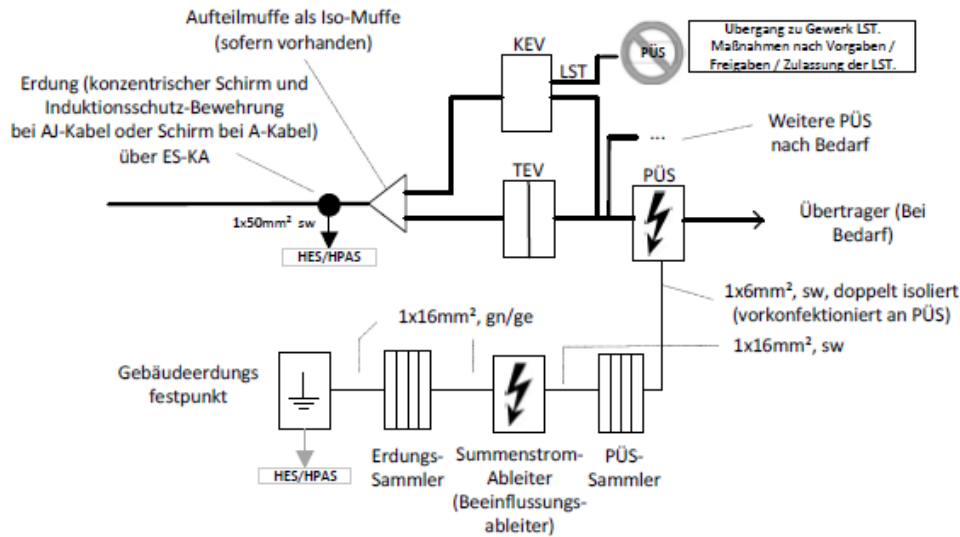 Aufteilmuffe als Iso-Muffe
(sofern vorhanden)
Erdung (konzentrischer Schirm und
Induktionsschutz-Bewehrung
bei AJ-Kabel oder Schirm bei A-Kabel)
über ES-KA
1x50mm² sw
HES/HPAS
KEV
LST
PÜS
Übergang zu Gewerk LST.
Maßnahmen nach Vorgaben /
Freigaben / Zulassung der LST.
...
Weitere PÜS
nach Bedarf
TEV
PÜS
Übertrager (Bei
Bedarf)
1x6mm², sw, doppelt isoliert
(vorkonfektioniert an PÜS)
1x16mm², sw
1x16mm², gn/ge
Gebäudeerdungs
festpunkt
HES/HPAS
Erdungs-
Sammler
Summenstrom-
Ableiter
(Beeinflussungs-
ableiter)
PÜS-
Sammler